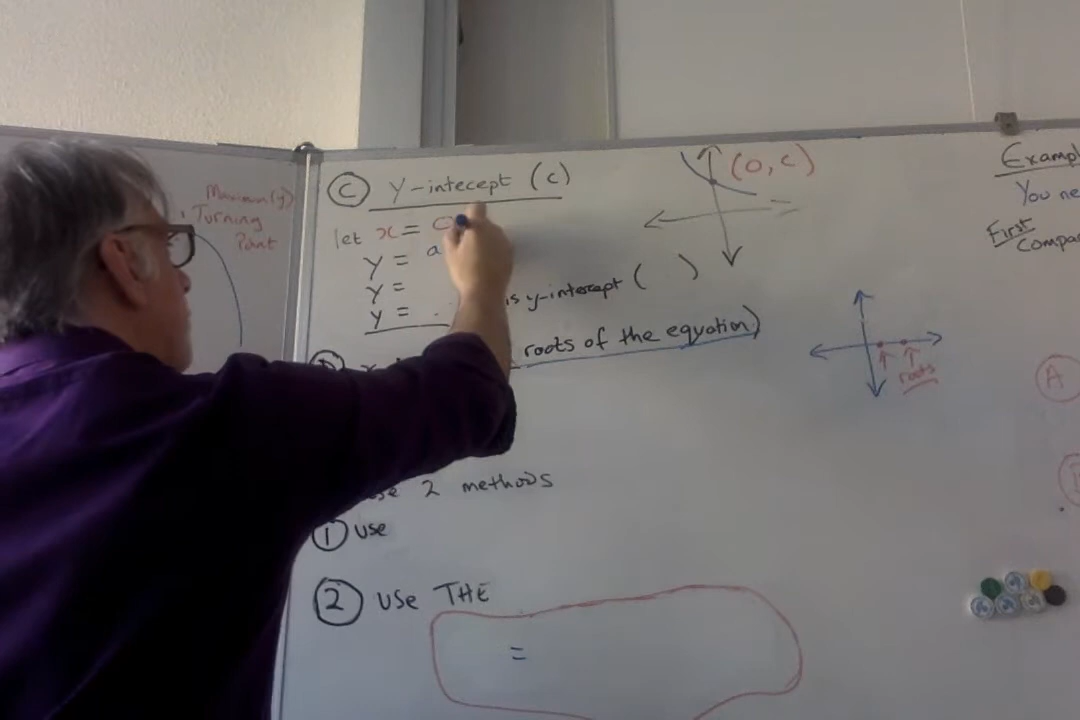 Maximum(y)
Turning
Point
C Y-intecept (c)
let x = 0
y = a
y =
y =
is y-intercept ( )
roots of the equation)
2 methods
1 use
2 use THE
=
(0, c)
roots
Exampl
You ne
First
Compa
A